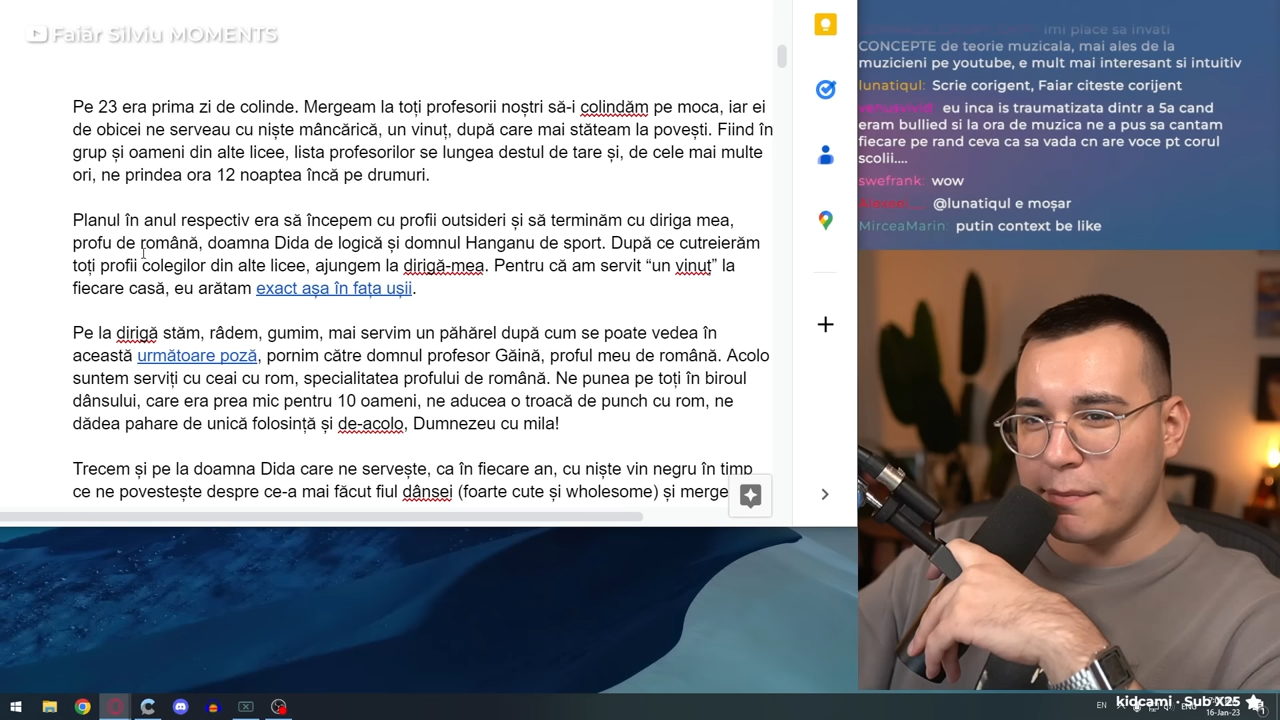 Faiăr Silviu MOMENTS
Pe 23 era prima zi de colinde. Mergeam la toți profesorii noștri să-i colindăm pe moca, iar ei
de obicei ne serveau cu niște mâncărică, un vinuț, după care mai stăteam la povești. Fiind în
grup și oameni din alte licee, lista profesorilor se lungea destul de tare și, de cele mai multe
ori, ne prindea ora 12 noaptea încă pe drumuri.
Planul în anul respectiv era să începem cu profii outsideri și să terminăm cu diriga mea,
profu de română, doamna Dida de logică și domnul Hanganu de sport. După ce cutreierăm
toți profii colegilor din alte licee, ajungem la dirigă-mea. Pentru că am servit “un vinuț” la
fiecare casă, eu arătam exact așa în fața ușii.
Pe la dirigă stăm, râdem, gumim, mai servim un păhărel după cum se poate vedea în
această următoare poză, pornim către domnul profesor Găină, proful meu de română. Acolo
suntem serviți cu ceai cu rom, specialitatea profului de română. Ne punea pe toți în biroul
dânsului, care era prea mic pentru 10 oameni, ne aducea o troacă de punch cu rom, ne
dădea pahare de unică folosință și de-acolo, Dumnezeu cu mila!
Trecem și pe la doamna Dida care ne servește, ca în fiecare an, cu niște vin negru în timp
ce ne povestește despre ce-a mai făcut fiul dânsei (foarte cute și wholesome) și merge
imi place sa invati
CONCEPTE de teorie muzicala, mai ales de la
muzicieni pe youtube, e mult mai interesant si intuitiv
lunatiqul: Scrie corigent, Faiar citeste corijent
eu inca is traumatizata dintr a 5a cand
eram bullied si la ora de muzica ne a pus sa cantam
fiecare pe rand ceva ca sa vada cn are voce pt corul
scolii....
swefrank: wow
@lunatiqul e moșar
MirceaMarin: putin context be like
kidcami · Sub X25
EN
16-Jan-23